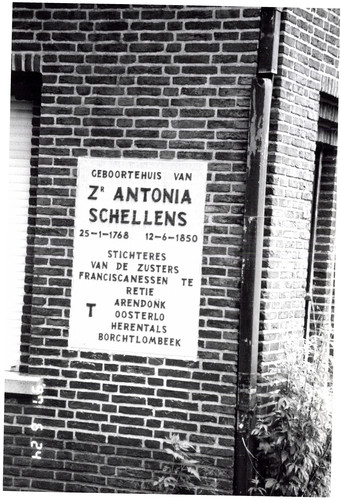 GEBOORTEHUIS VAN
ZR ANTONIA
SCHELLENS
25-1-1768 12-6-1850
STICHTERES
VAN DE ZUSTERS
FRANCISCANESSEN TE
RETIE
T ARENDONK
OOSTERLO
HERENTALS
BORCHTLOMBEEK